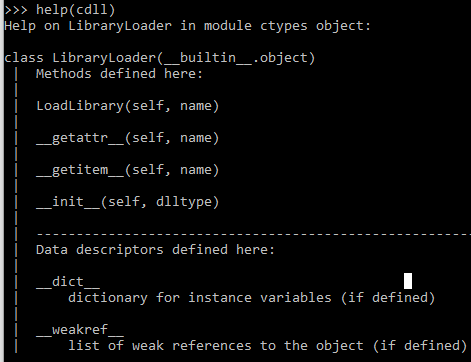 >>> help(cdll)
Help on LibraryLoader in module ctypes object:
class LibraryLoader(__builtin__.object)
 |  Methods defined here:
 |
 |  LoadLibrary(self, name)
 |
 |  __getattr__(self, name)
 |
 |  __getitem__(self, name)
 |
 |  __init__(self, dlltype)
 |
 |  ----------------------------------------------------------------------
 |  Data descriptors defined here:
 |
 |  __dict__
 |      dictionary for instance variables (if defined)
 |
 |  __weakref__
 |      list of weak references to the object (if defined)